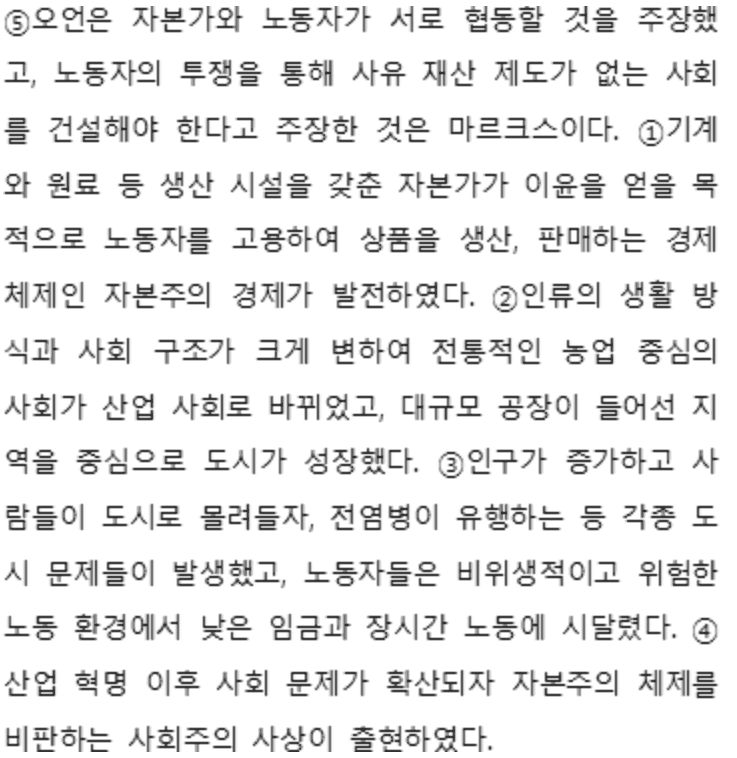 ⑤오언은 자본가와 노동자가 서로 협동할 것을 주장했
고, 노동자의 투쟁을 통해 사유 재산 제도가 없는 사회
를 건설해야 한다고 주장한 것은 마르크스이다. ①기계
와 원료 등 생산 시설을 갖춘 자본가가 이윤을 얻을 목
적으로 노동자를 고용하여 상품을 생산, 판매하는 경제
체제인 자본주의 경제가 발전하였다. ②인류의 생활 방
식과 사회 구조가 크게 변하여 전통적인 농업 중심의
사회가 산업 사회로 바뀌었고, 대규모 공장이 들어선 지
역을 중심으로 도시가 성장했다. ③인구가 증가하고 사
람들이 도시로 몰려들자, 전염병이 유행하는 등 각종 도
시 문제들이 발생했고, 노동자들은 비위생적이고 위험한
노동 환경에서 낮은 임금과 장시간 노동에 시달렸다. ④
산업 혁명 이후 사회 문제가 확산되자 자본주의 체제를
비판하는 사회주의 사상이 출현하였다.